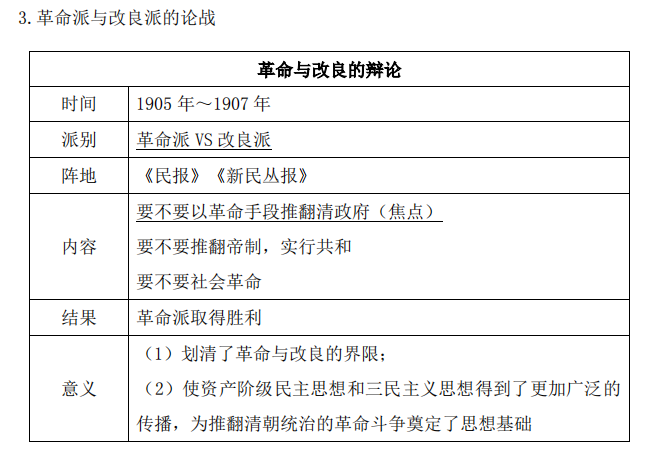 3.革命派与改良派的论战
革命与改良的辩论
时间 1905 年～1907 年
派别 革命派 VS 改良派
阵地 《民报》《新民丛报》
要不要以革命手段推翻清政府（焦点）
内容 要不要推翻帝制，实行共和
要不要社会革命
结果 革命派取得胜利
（1）划清了革命与改良的界限；
意义 （2）使资产阶级民主思想和三民主义思想得到了更加广泛的
传播，为推翻清朝统治的革命斗争奠定了思想基础